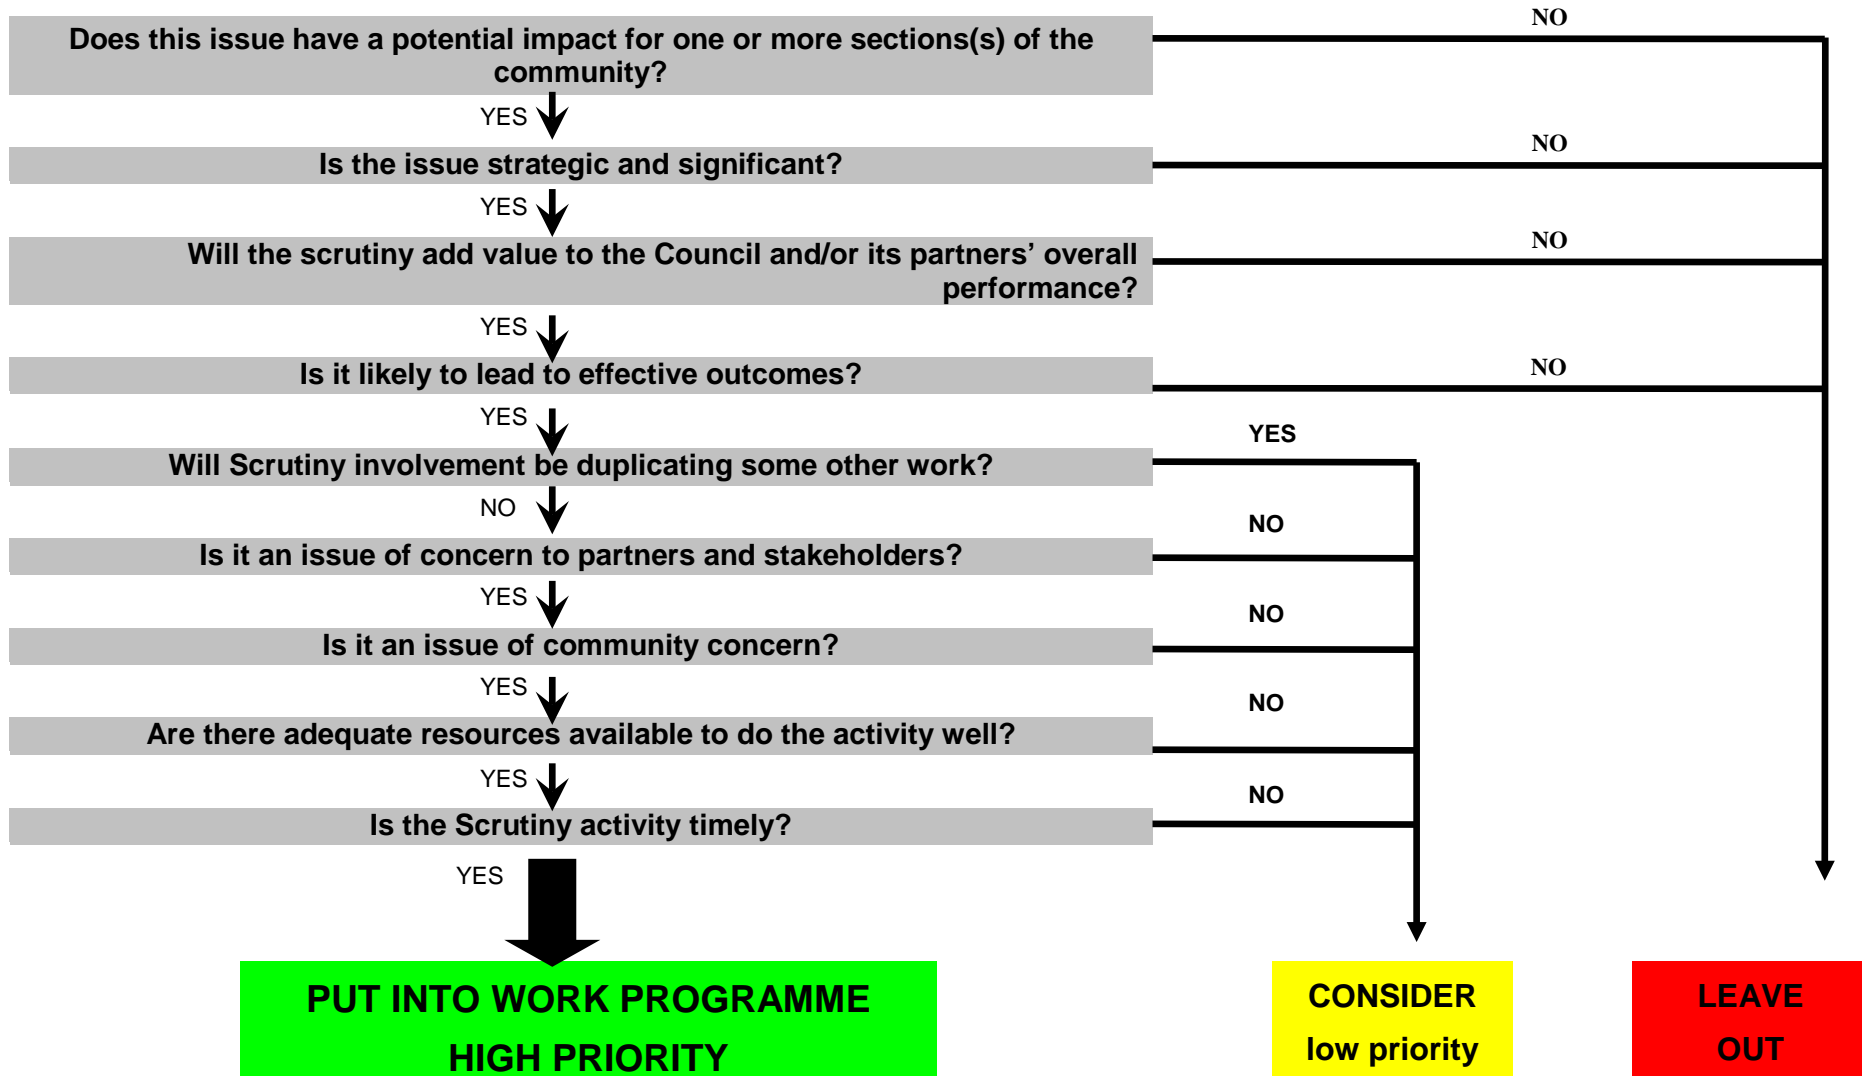 Does this issue have a potential impact for one or more sections(s) of the
community?
NO
YES
Is the issue strategic and significant?
NO
YES
Will the scrutiny add value to the Council and/or its partners’ overall
performance?
NO
YES
Is it likely to lead to effective outcomes?
NO
YES
Will Scrutiny involvement be duplicating some other work?
YES
NO
Is it an issue of concern to partners and stakeholders?
NO
YES
Is it an issue of community concern?
NO
YES
Are there adequate resources available to do the activity well?
NO
YES
Is the Scrutiny activity timely?
NO
YES
PUT INTO WORK PROGRAMME
HIGH PRIORITY
CONSIDER
low priority
LEAVE
OUT